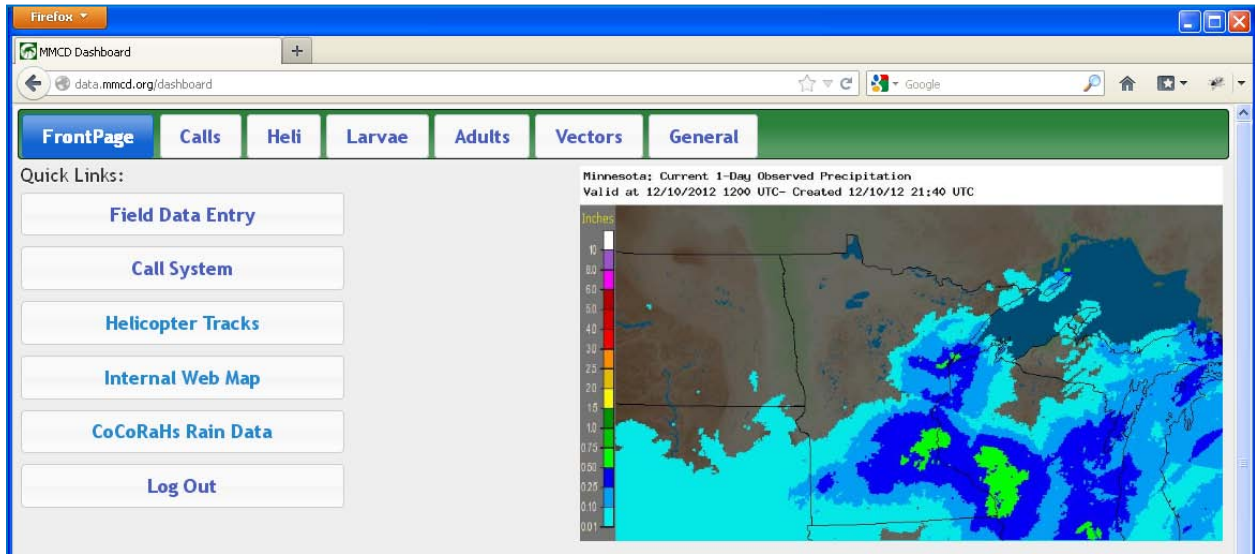 Firefox
MMCD Dashboard
data.mmcd.org/dashboard
Google
FrontPage Calls Heli Larvae Adults Vectors General
Quick Links:
Field Data Entry
Call System
Helicopter Tracks
Internal Web Map
CoCoRaHs Rain Data
Log Out
Minnesota: Current 1-Day Observed Precipitation
Valid at 12/10/2012 1200 UTC- Created 12/10/12 21:40 UTC
Inches
10
8.0
6.0
5.0
4.0
3.0
2.5
2.0
1.5
1.0
0.75
0.50
0.25
0.10
0.01